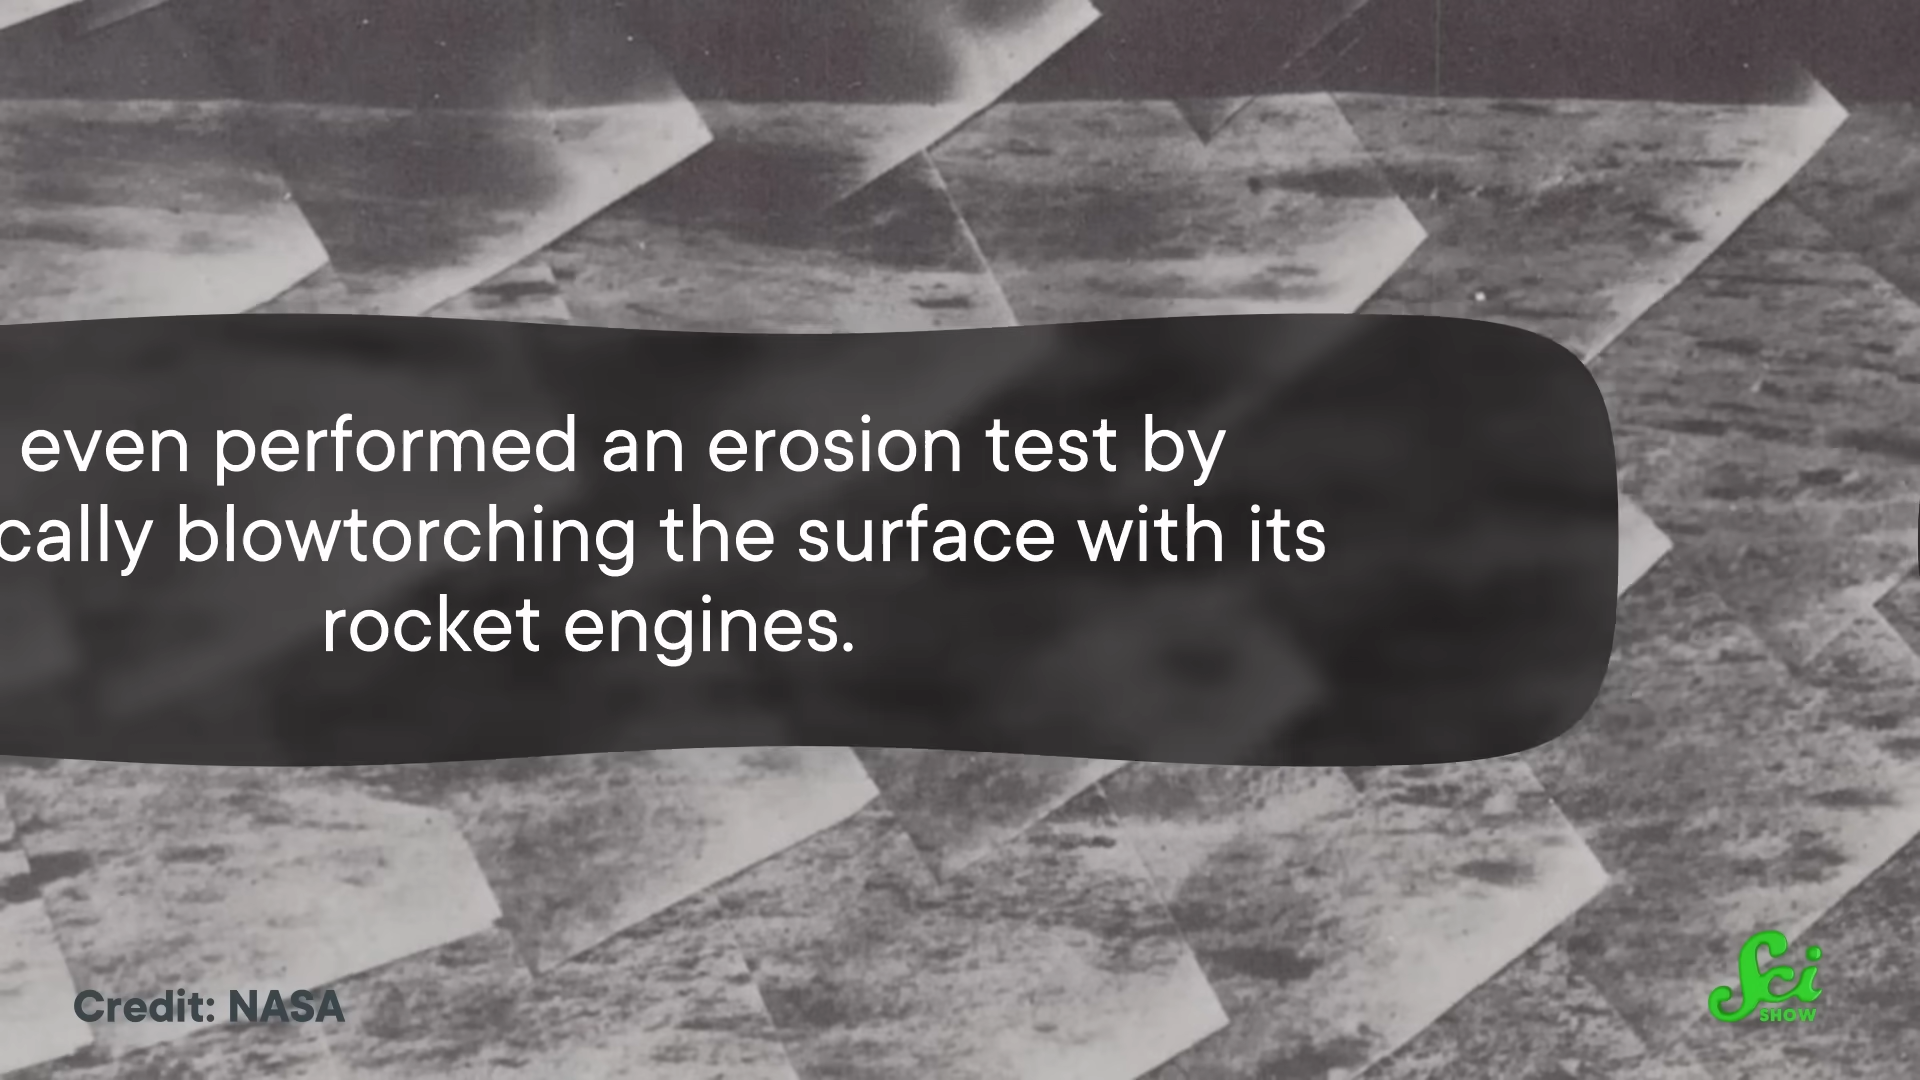 even performed an erosion test by
cally blowtorching the surface with its
rocket engines.
Credit: NASA
Sci
SHOW